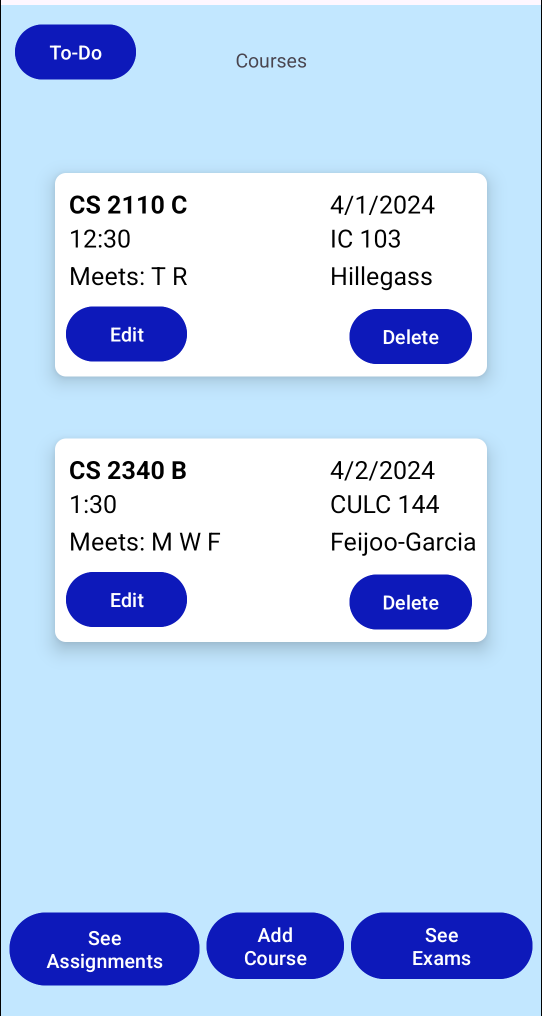 To-Do
Courses
CS 2110 C
4/1/2024
12:30
IC 103
Meets: T R
Hillegass
Edit
Delete
CS 2340 B
4/2/2024
1:30
CULC 144
Meets: M W F
Feijoo-Garcia
Edit
Delete
See
Assignments
Add
Course
See
Exams